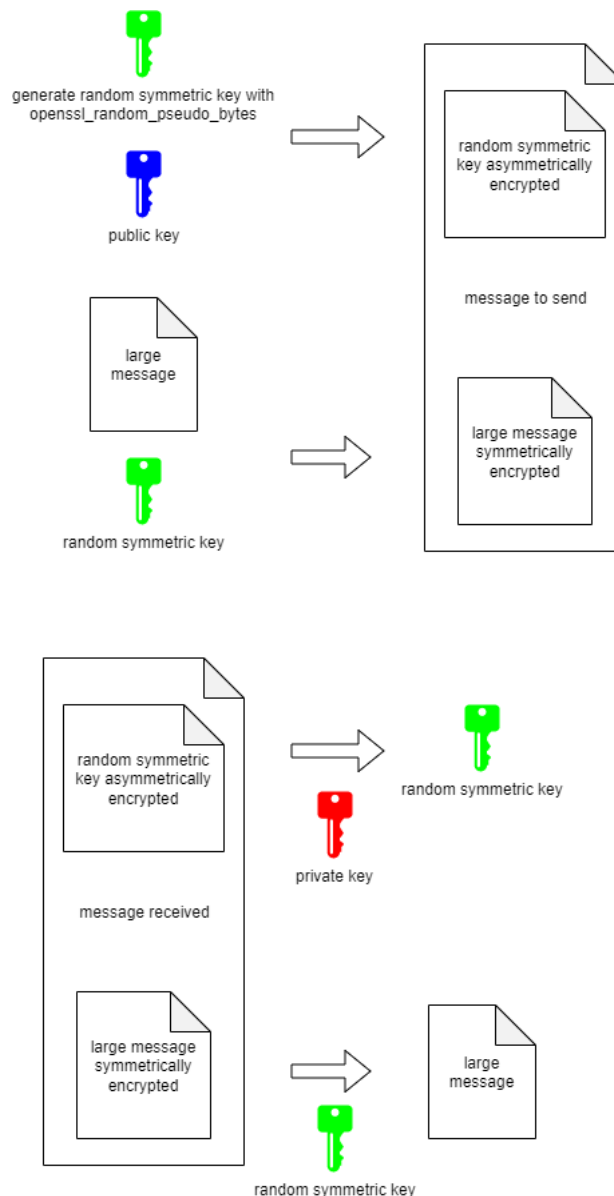 generate random symmetric key with
openssl_random_pseudo_bytes
public key
random symmetric
key asymmetrically
encrypted
message to send
large
message
random symmetric key
large message
symmetrically
encrypted
random symmetric
key asymmetrically
encrypted
random symmetric key
private key
message received
large message
symmetrically
encrypted
large
message
random symmetric key